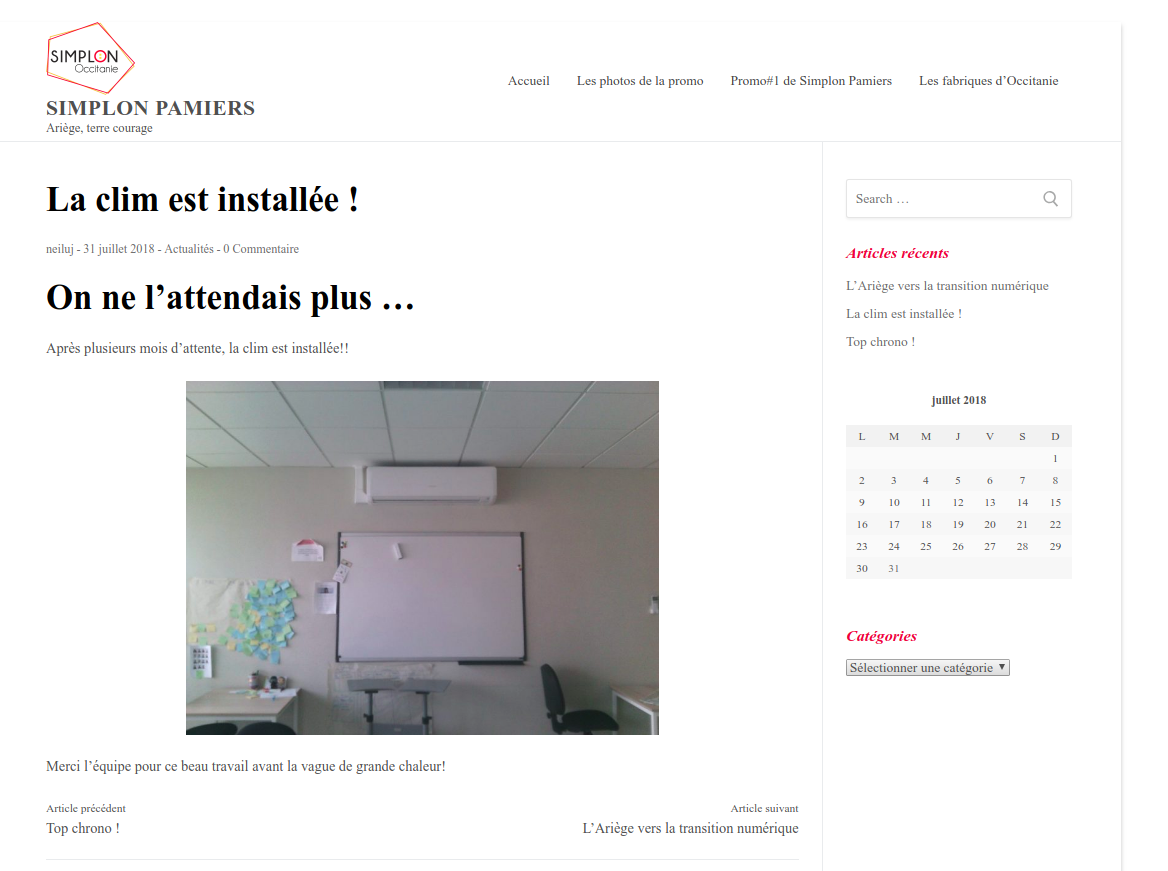 SIMPLON
Occitanie
SIMPLON PAMIERS
Ariège, terre courage
Accueil Les photos de la promo Promo#1 de Simplon Pamiers Les fabriques d’Occitanie
La clim est installée !
neiluj - 31 juillet 2018 - Actualités - 0 Commentaire
On ne l’attendais plus …
Après plusieurs mois d’attente, la clim est installée!!
Merci l’équipe pour ce beau travail avant la vague de grande chaleur!
Article précédent
Top chrono !
Article suivant
L’Ariège vers la transition numérique
Search …
Articles récents
L’Ariège vers la transition numérique
La clim est installée !
Top chrono !
juillet 2018
L M M J V S D
1
2 3 4 5 6 7 8
9 10 11 12 13 14 15
16 17 18 19 20 21 22
23 24 25 26 27 28 29
30 31
Catégories
Sélectionner une catégorie